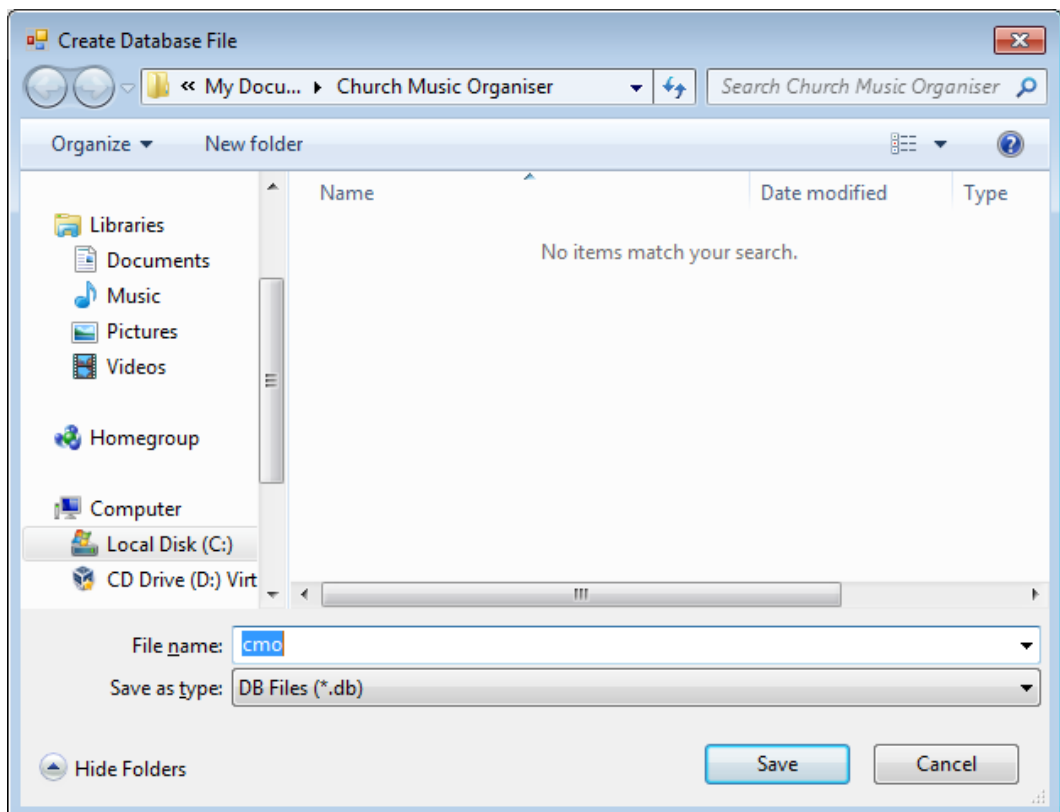 Create Database File
« My Docu... Church Music Organiser Search Church Music Organiser
Organize New folder
Name Date modified Type
No items match your search.
Libraries
Documents
Music
Pictures
Videos
Homegroup
Computer
Local Disk (C:)
CD Drive (D:) Virt
File name: cmo
Save as type: DB Files (*.db)
Hide Folders Save Cancel